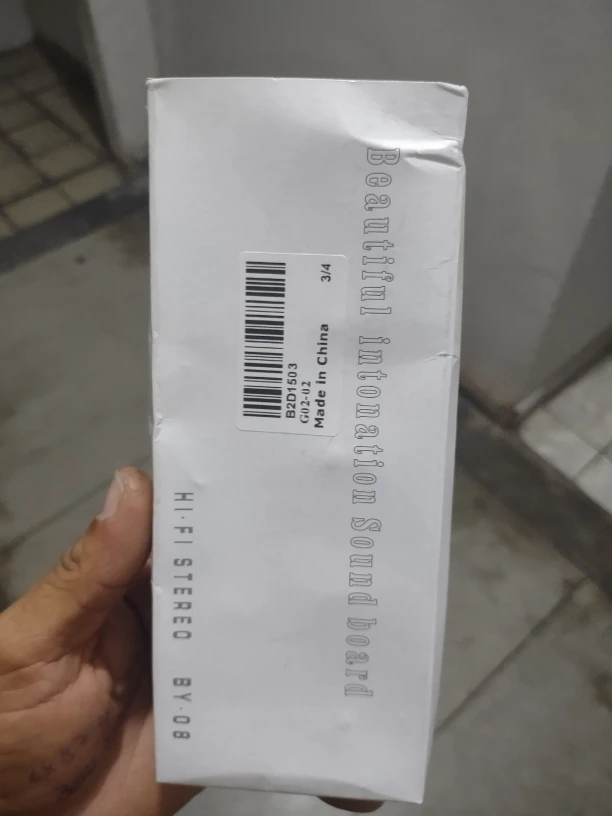 Beautiful intonation Sound board
3/4
B2D1503
G02-02
Made in China
HI-FI STEREO BY-08